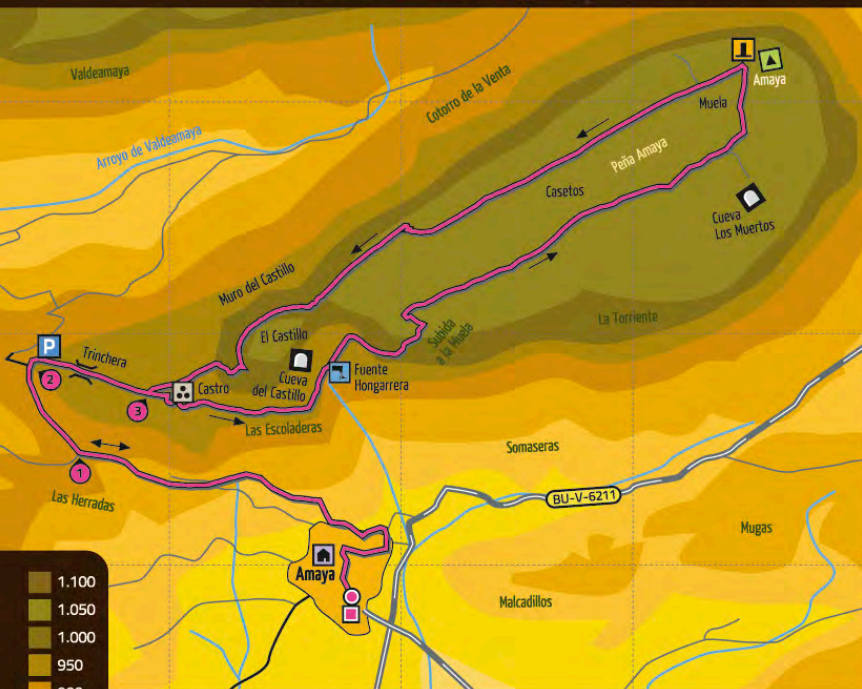 Valdeamaya
Cotorro de la Venta
Amaya
Muela
Arroyo de Valdeamaya
Peña Amaya
Casetos
Cueva
Los Muertos
Muro del Castillo
La Torriente
El Castillo
Subida
a la Muela
P
Trinchera
2
Cueva
del Castillo
Fuente
Hongarrera
Castro
3
Las Escoladeras
Somaseras
1
Las Herradas
BU-V-6211
Mugas
Amaya
Malcadillos
1.100
1.050
1.000
950